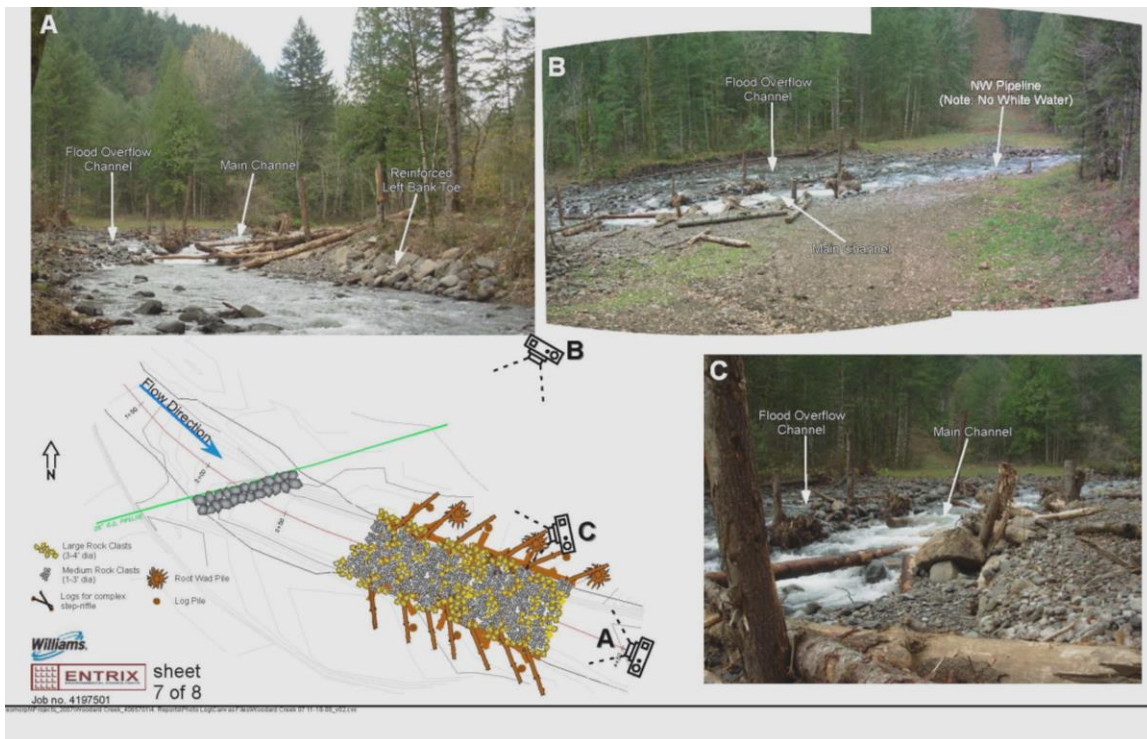 A
Flood Overflow
Channel
Main Channel
Reinforced
Left Bank Toe
B
Flood Overflow
Channel
NW Pipeline
(Note: No White Water)
Main Channel
B
Flow Direction
1+50
N
C
A
C
Flood Overflow
Channel
Main Channel
Large Rock Clasts
(3-4' dia)
Medium Rock Clasts
(1-3' dia)
Logs for complex
step-riffle
Root Wad Pile
Log Pile
Williams
ENTRIX
sheet
7 of 8
Job no. 4197501